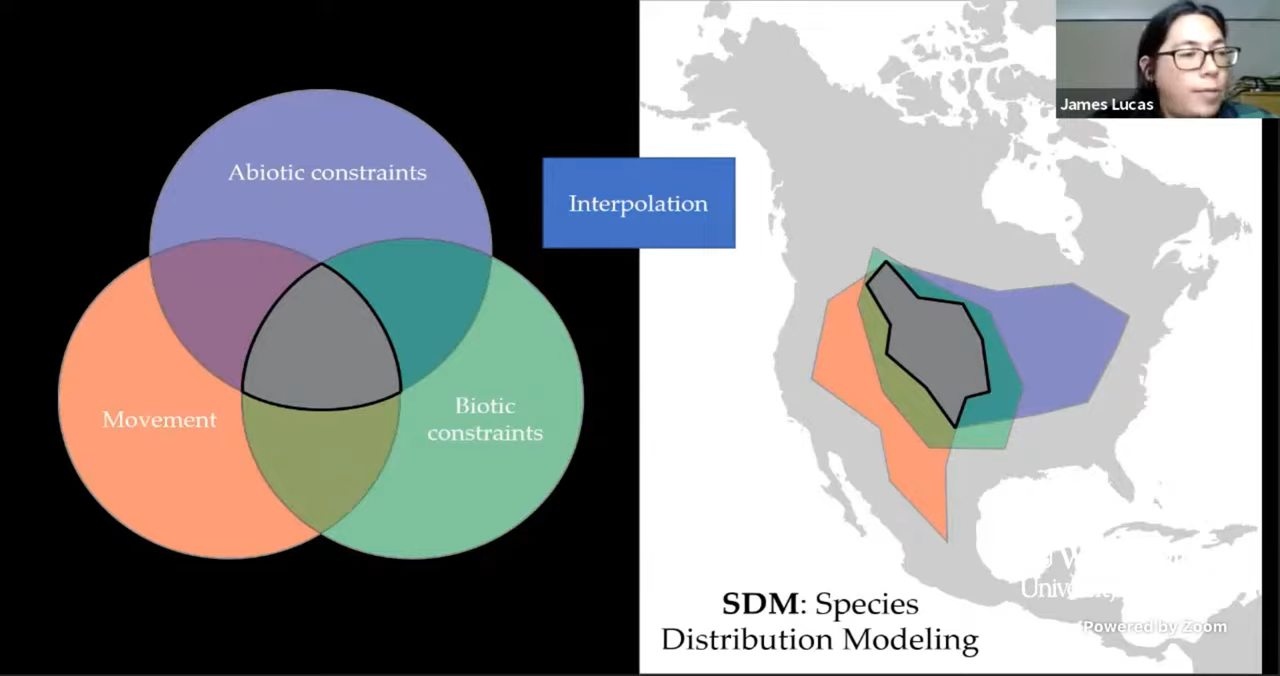 Abiotic constraints
Movement
Biotic
constraints
Interpolation
James Lucas
SDM: Species
Distribution Modeling
Powered by Zoom